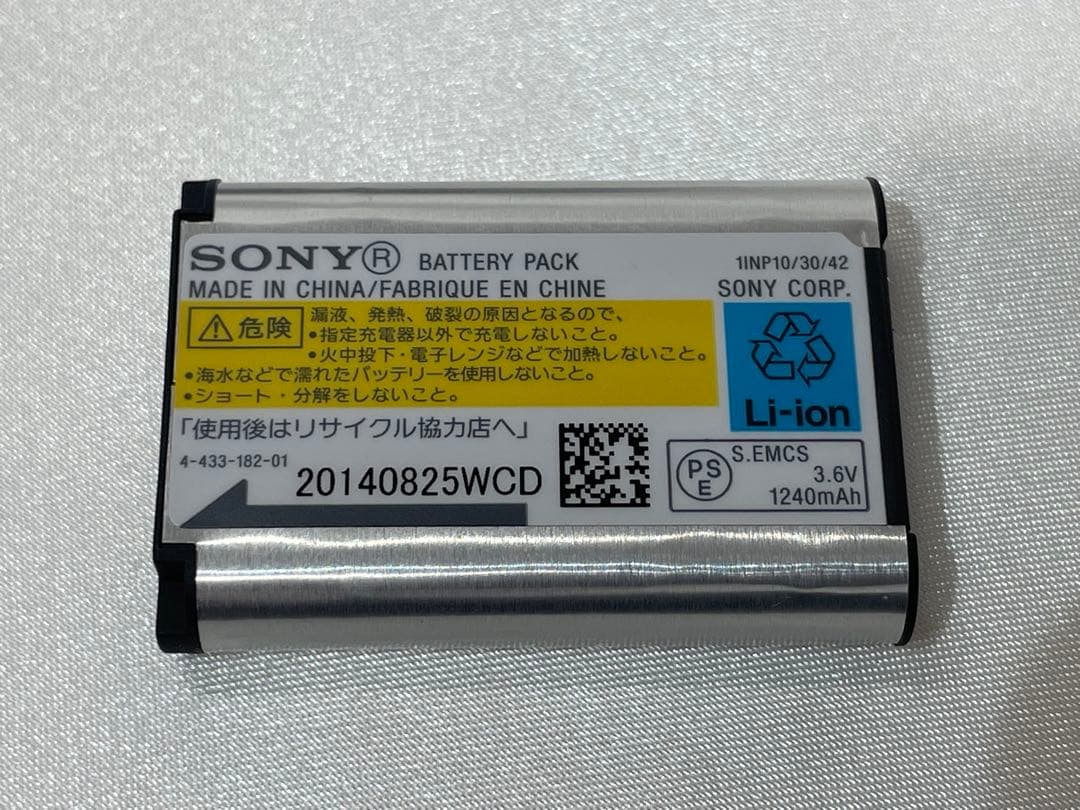 SONY® BATTERY PACK
1INP10/30/42
MADE IN CHINA/FABRIQUE EN CHINE
SONY CORP.
危険
漏液、発熱、破裂の原因となるので、
•指定充電器以外で充電しないこと。
•火中投下・電子レンジなどで加熱しないこと。
•海水などで濡れたバッテリーを使用しないこと。
•ショート・分解をしないこと。
Li-ion
「使用後はリサイクル協力店へ」
4-433-182-01
20140825WCD
PSE
S.EMCS
3.6V
1240mAh